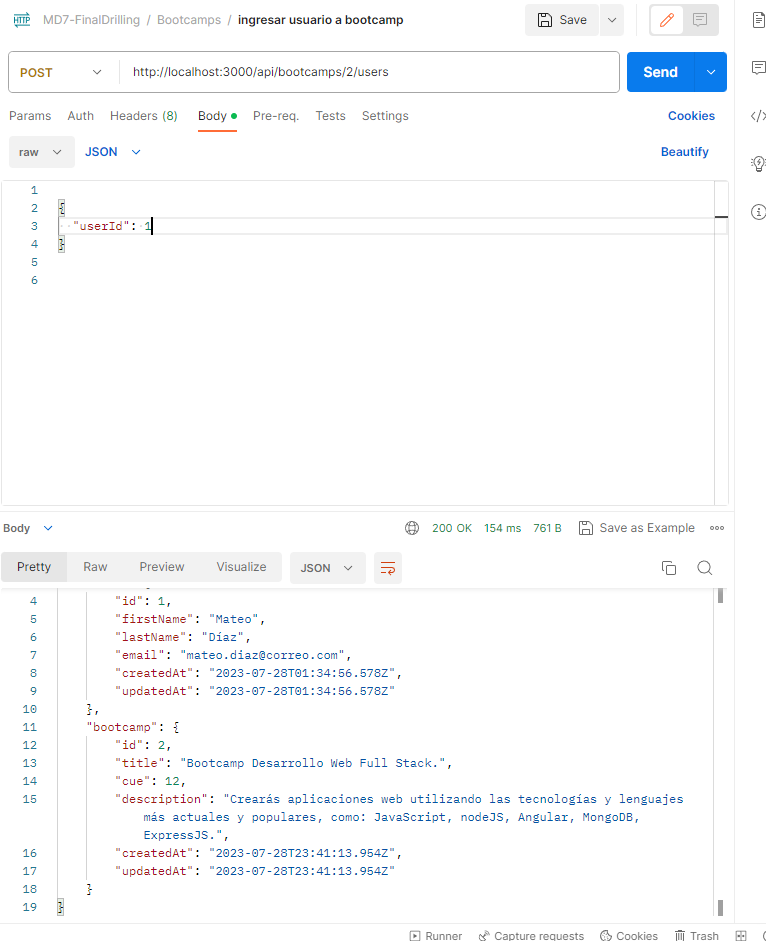 HTTP MD7-FinalDrilling / Bootcamps / ingresar usuario a bootcamp Save
POST http://localhost:3000/api/bootcamps/2/users Send
Params Auth Headers (8) Body Pre-req. Tests Settings Cookies
raw JSON Beautify
1
2 {
3 "userId": 1
4 }
5
6
Body 200 OK 154 ms 761 B Save as Example
Pretty Raw Preview Visualize JSON
4 "id": 1,
5 "firstName": "Mateo",
6 "lastName": "Díaz",
7 "email": "mateo.diaz@correo.com",
8 "createdAt": "2023-07-28T01:34:56.578Z",
9 "updatedAt": "2023-07-28T01:34:56.578Z"
10 },
11 "bootcamp": {
12 "id": 2,
13 "title": "Bootcamp Desarrollo Web Full Stack.",
14 "cue": 12,
15 "description": "Crearás aplicaciones web utilizando las tecnologías y lenguajes
más actuales y populares, como: JavaScript, nodeJS, Angular, MongoDB,
ExpressJS.",
16 "createdAt": "2023-07-28T23:41:13.954Z",
17 "updatedAt": "2023-07-28T23:41:13.954Z"
18 }
19 }
Runner Capture requests Cookies Trash